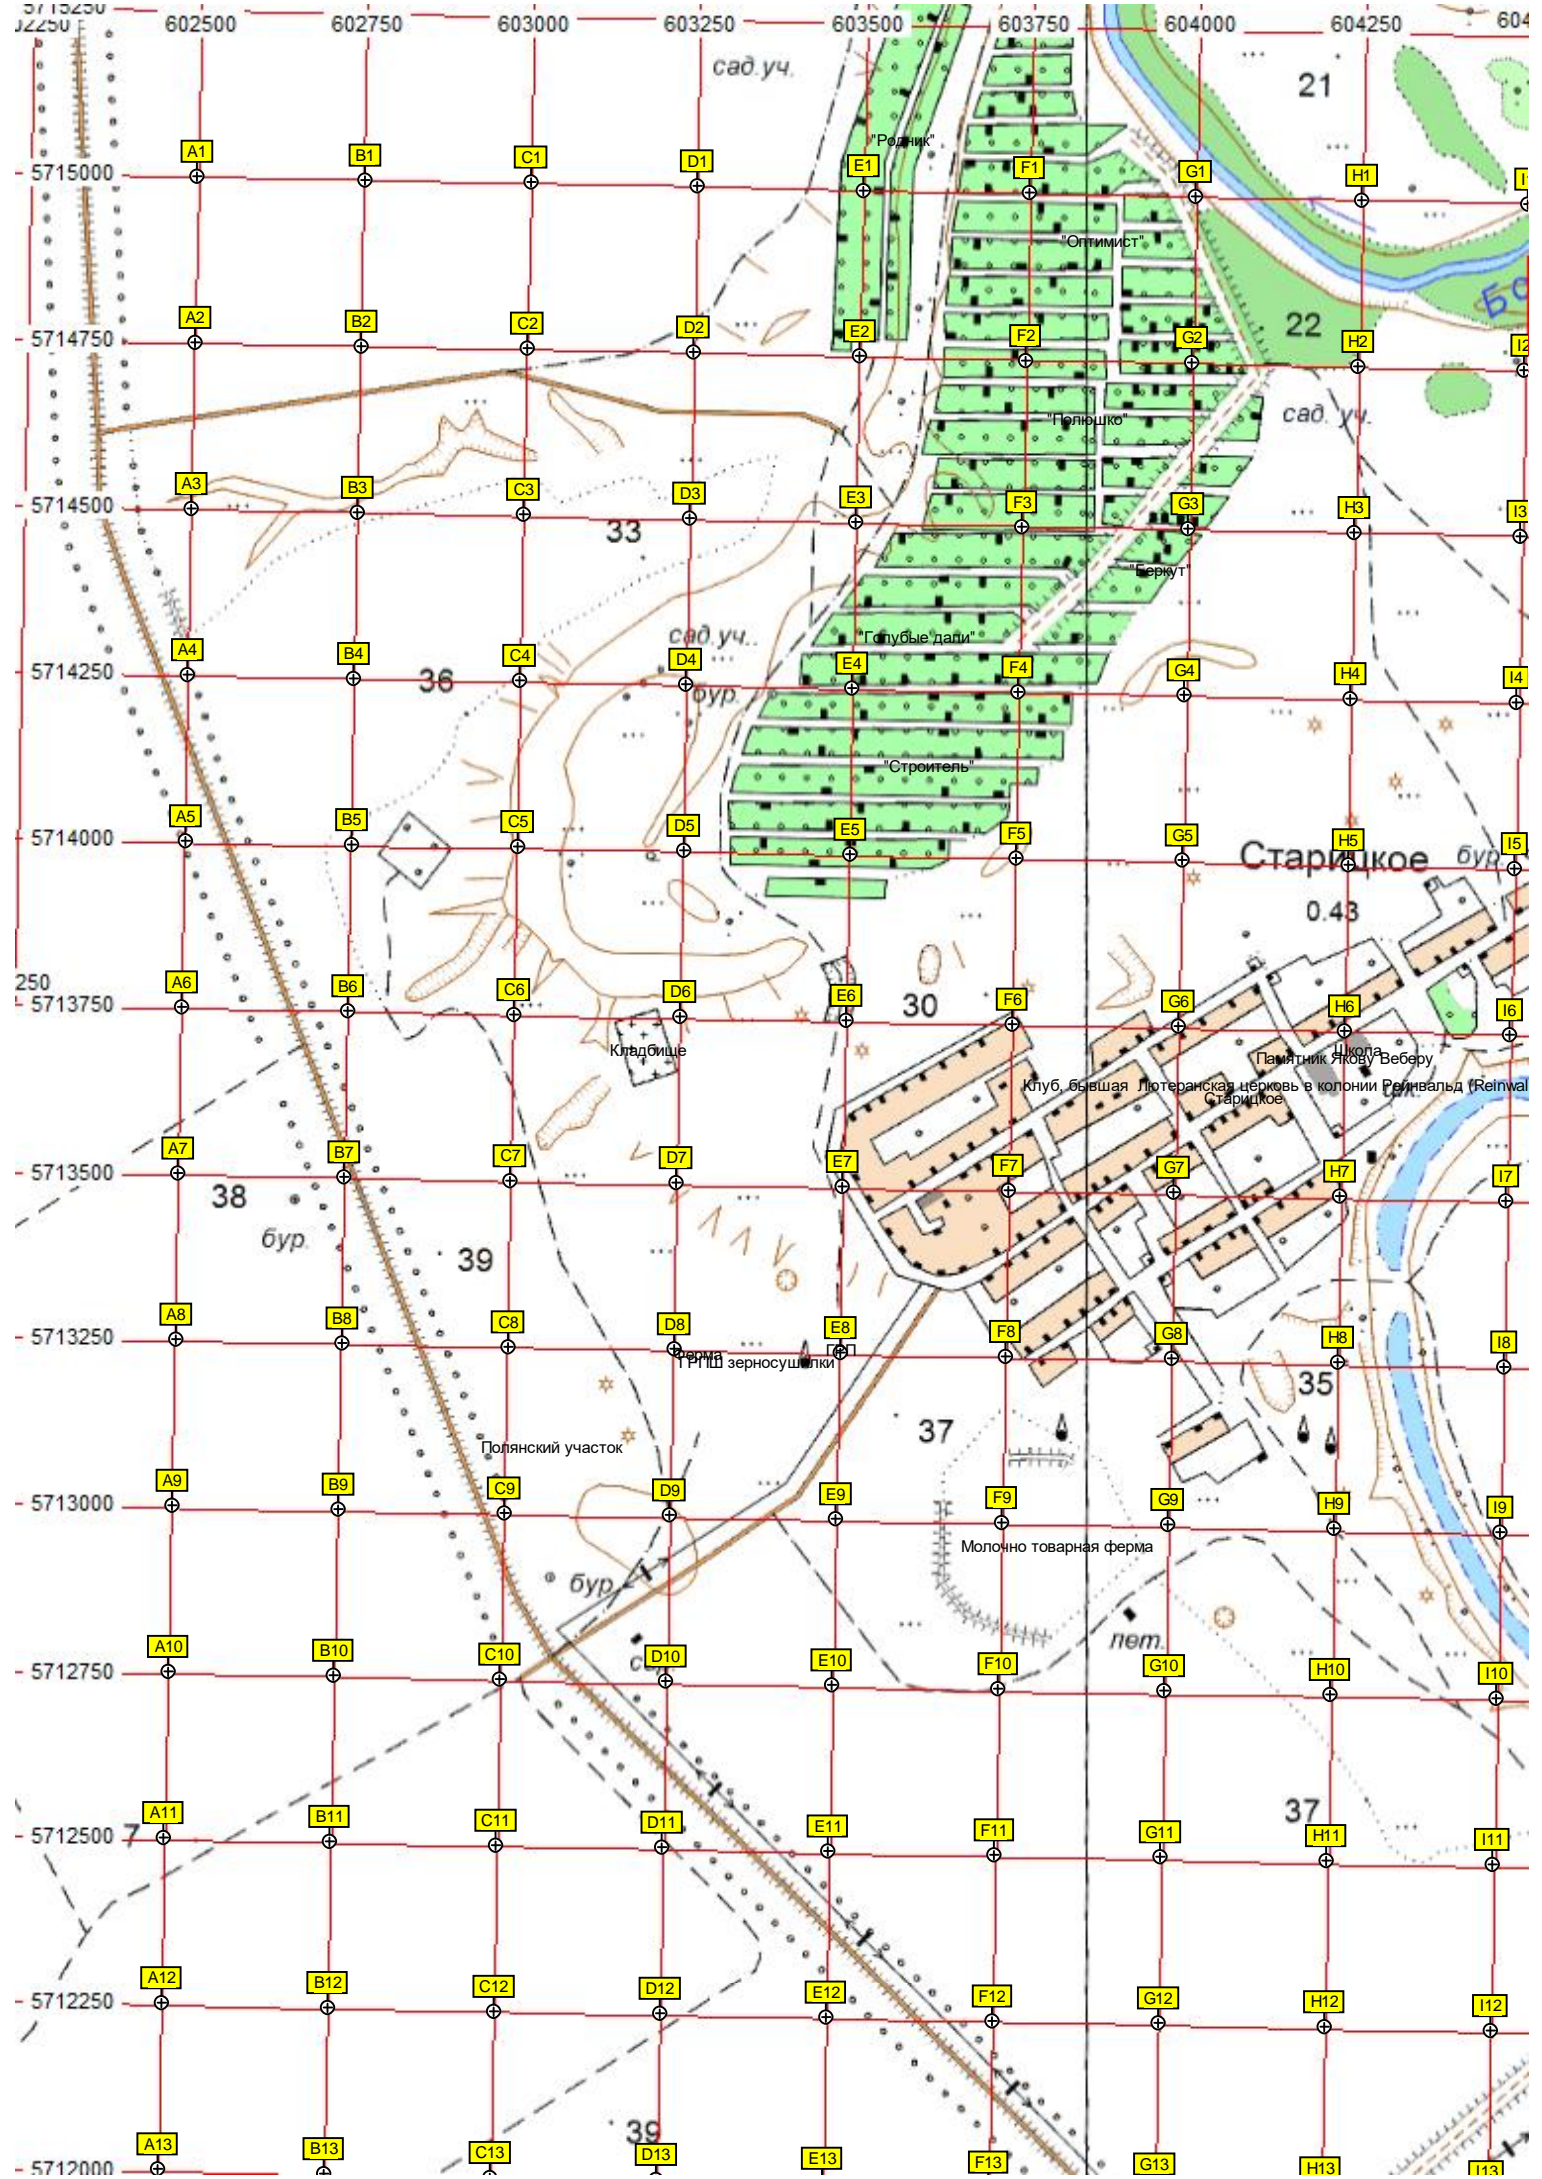 602500 602750 603000 603250 603500 603750 604000 604250
сад.уч.
21
"Родник"
A1 B1 C1 D1 E1 F1 G1 H1
5715000
"Оптимист"
22
A2 B2 C2 D2 E2 F2 G2 H2 I2
5714750
сад. уч.
"Полюшко"
A3 B3 C3 D3 E3 F3 G3 H3 I3
5714500
33
"Беркут"
"Голубые дали"
сад.уч.
A4 B4 C4 D4 E4 F4 G4 H4 I4
5714250
36
бур.
"Строитель"
A5 B5 C5 D5 E5 F5 G5 H5 I5
5714000
Старицкое
бур.
0.43
A6 B6 C6 D6 E6 F6 G6 H6 I6
250
5713750
30
Кладбище
Школа
Памятник Якову Веберу
Клуб, бывшая Лютеранская церковь в колонии Рейнвальд (Reinwal
Старицкое
A7 B7 C7 D7 E7 F7 G7 H7 I7
5713500
38
бур.
39
A8 B8 C8 D8 E8 F8 G8 H8 I8
5713250
Ферма
ГРП
ГРПШ зерносушилки
35
37
Полянский участок
A9 B9 C9 D9 E9 F9 G9 H9 I9
5713000
Молочно товарная ферма
бур.
лет.
A10 B10 C10 D10 E10 F10 G10 H10 I10
5712750
37
A11 B11 C11 D11 E11 F11 G11 H11 I11
5712500
7
A12 B12 C12 D12 E12 F12 G12 H12 I12
5712250
39
A13 B13 C13 D13 E13 F13 G13 H13 I13
5712000